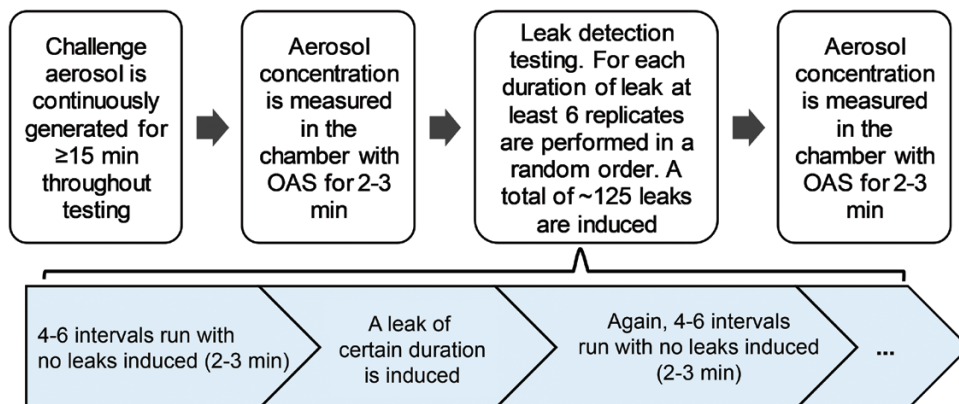 Challenge
aerosol is
continuously
generated for
≥15 min
throughout
testing
Aerosol
concentration
is measured
in the
chamber with
OAS for 2-3
min
Leak detection
testing. For each
duration of leak at
least 6 replicates
are performed in a
random order. A
total of ~125 leaks
are induced
Aerosol
concentration
is measured
in the
chamber with
OAS for 2-3
min
4-6 intervals run with
no leaks induced (2-3 min)
A leak of
certain duration
is induced
Again, 4-6 intervals
run with no leaks induced
(2-3 min)
...